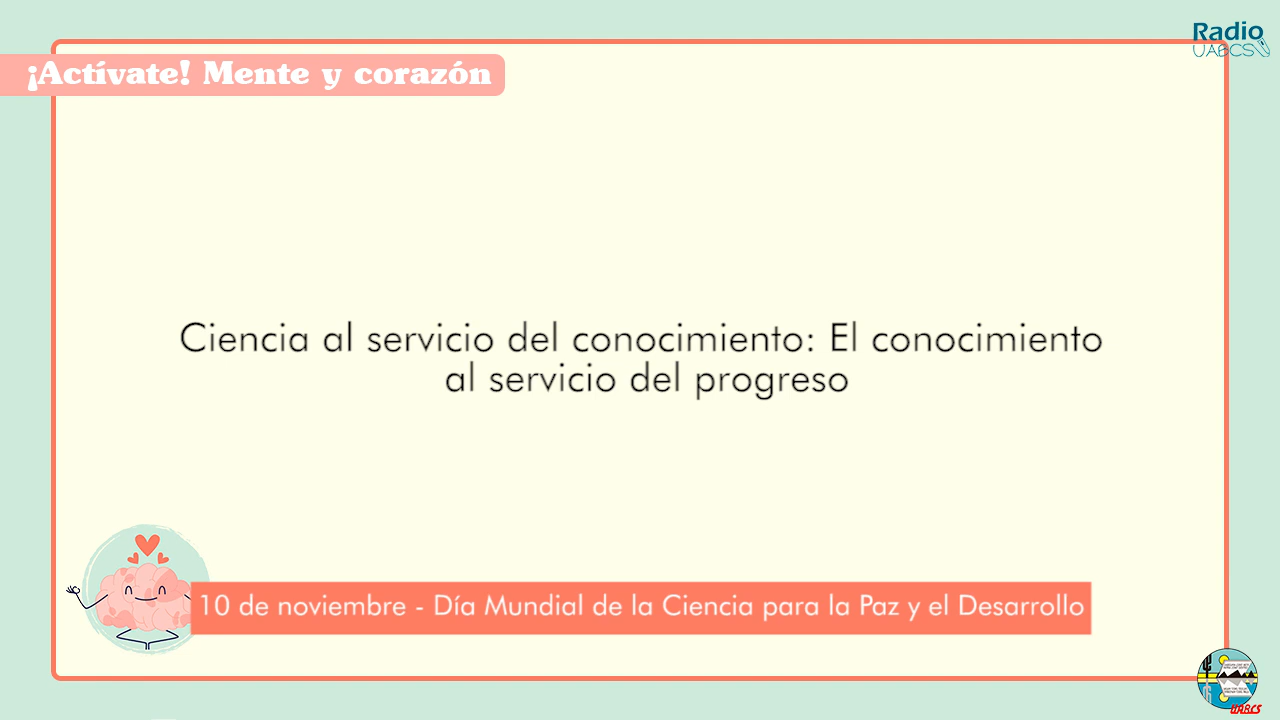 Radio
UABCS
¡Actívate! Mente y corazón
Ciencia al servicio del conocimiento: El conocimiento
al servicio del progreso
10 de noviembre - Día Mundial de la Ciencia para la Paz y el Desarrollo
UABCS